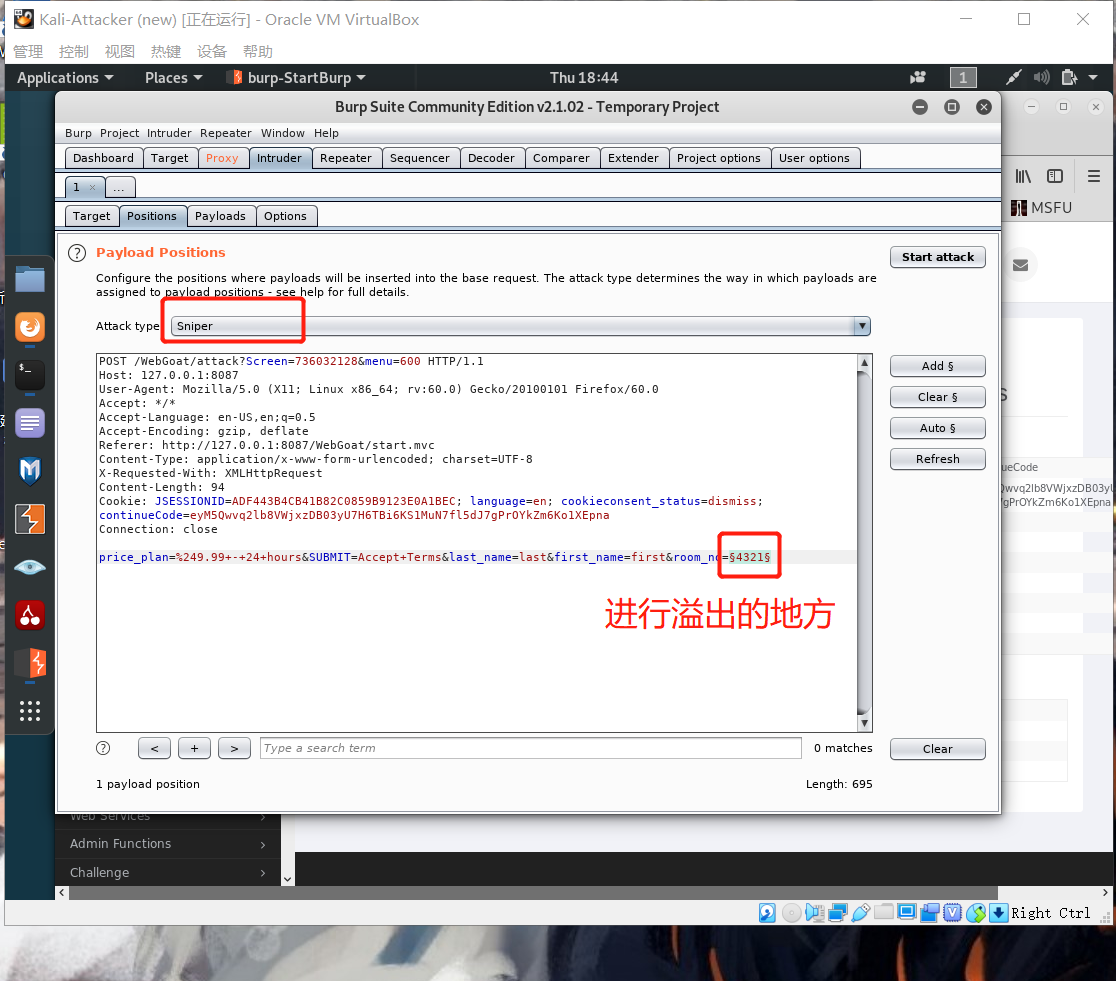 Kali-Attacker (new) [正在运行] - Oracle VM VirtualBox
管理 控制 视图 热键 设备 帮助
Applications Places burp-StartBurp Thu 18:44 1
Burp Suite Community Edition v2.1.02 - Temporary Project
Burp Project Intruder Repeater Window Help
Dashboard Target Proxy Intruder Repeater Sequencer Decoder Comparer Extender Project options User options
1 × ...
Target Positions Payloads Options
MSFU
? Payload Positions
Start attack
Configure the positions where payloads will be inserted into the base request. The attack type determines the way in which payloads are
assigned to payload positions - see help for full details.
Attack type Sniper
POST /WebGoat/attack?Screen=736032128&menu=600 HTTP/1.1
Host: 127.0.0.1:8087
User-Agent: Mozilla/5.0 (X11; Linux x86_64; rv:60.0) Gecko/20100101 Firefox/60.0
Accept: */*
Accept-Language: en-US,en;q=0.5
Accept-Encoding: gzip, deflate
Referer: http://127.0.0.1:8087/WebGoat/start.mvc
Content-Type: application/x-www-form-urlencoded; charset=UTF-8
X-Requested-With: XMLHttpRequest
Content-Length: 94
Cookie: JSESSIONID=ADF443B4CB41B82C0859B9123E0A1BEC; language=en; cookieconsent_status=dismiss;
continueCode=eyM5Qwvq2lb8VWjxzDB03yU7H6TBi6KS1MuN7fl5dJ7gPrOYkZm6Ko1XEpna
Connection: close
price_plan=%249.99+-+24+hours&SUBMIT=Accept+Terms&last_name=last&first_name=first&room_no=§4321§
进行溢出的地方
Add §
Clear §
Auto §
Refresh
ueCode
Qwvq2lb8VWjxzDB03yU
7gPrOYkZm6Ko1XEpna
? < + > Type a search term 0 matches Clear
1 payload position Length: 695
Web Services
Admin Functions
Challenge
Right Ctrl